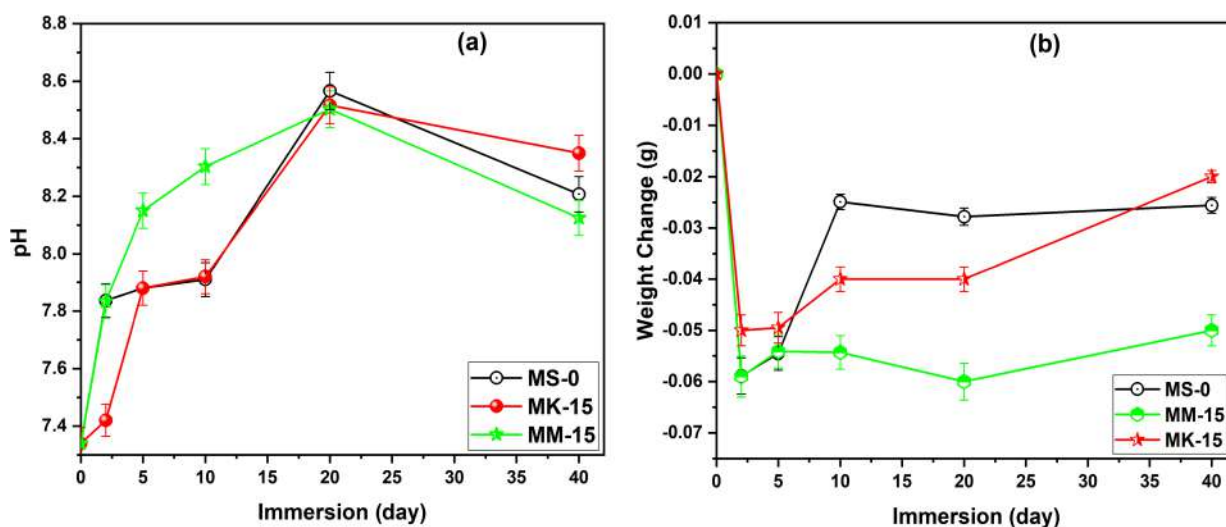 (a)
8.8
8.6
8.4
8.2
8.0
7.8
7.6
7.4
pH
0 5 10 15 20 25 30 35 40
Immersion (day)
MS-0
MK-15
MM-15
(b)
0.01
0.00
-0.01
-0.02
-0.03
-0.04
-0.05
-0.06
-0.07
Weight Change (g)
0 5 10 15 20 25 30 35 40
Immersion (day)
MS-0
MM-15
MK-15